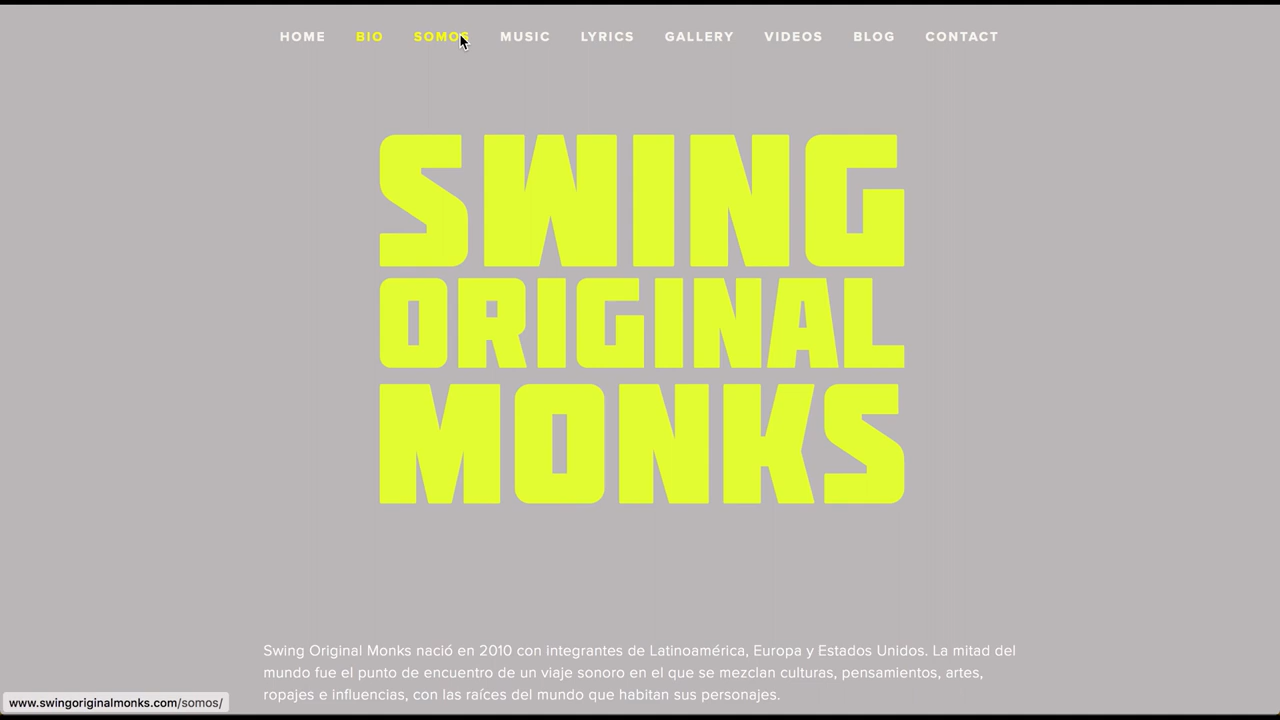 HOME BIO SOMOS MUSIC LYRICS GALLERY VIDEOS BLOG CONTACT
SWING
ORIGINAL
MONKS
Swing Original Monks nació en 2010 con integrantes de Latinoamérica, Europa y Estados Unidos. La mitad del
mundo fue el punto de encuentro de un viaje sonoro en el que se mezclan culturas, pensamientos, artes,
ropajes e influencias, con las raíces del mundo que habitan sus personajes.
www.swingoriginalmonks.com/somos/